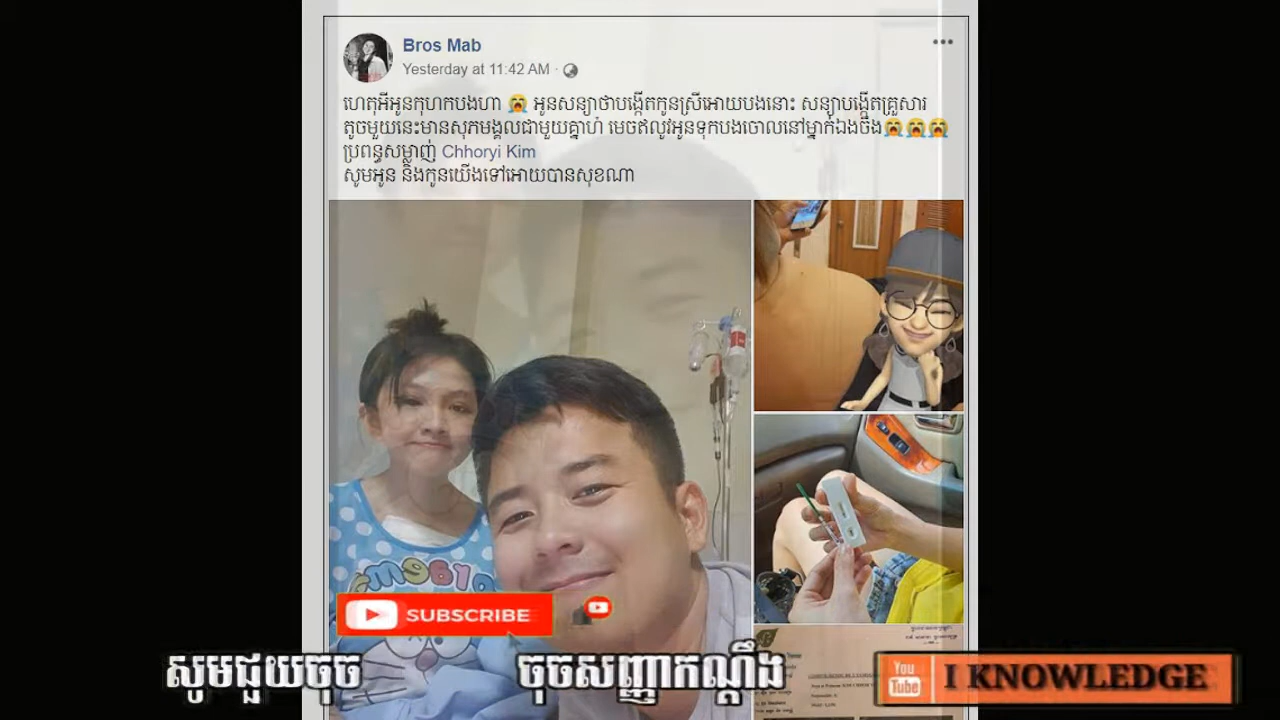 Bros Mab
Yesterday at 11:42 AM ·
ហេតុអីអូនកុហកបងហា 😭 អូនសន្យាថាបង្កើតកូនស្រីអោយបងនោះ សន្យាបង្កើតគ្រួសារ
តូចមួយនេះមានសុភមង្គលជាមួយគ្នាហំ មេចឥលូវអូនទុកបងចោលនៅម្នាក់ឯងចឹង😭😭😭
ប្រពន្ធសម្លាញ់ Chhoryi Kim
សូមអូន និងកូនយើងទៅអោយបានសុខណា
SUBSCRIBE
សូមជួយចុច
ចុចសញ្ញាកណ្ដឹង
You
Tube
I KNOWLEDGE